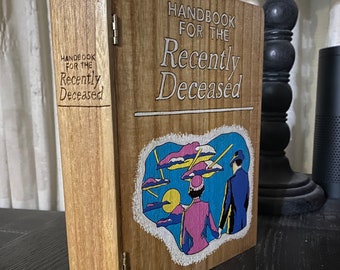 HANDBOOK
FOR THE
Recently
Deceased
HANDBOOK
FOR THE
Recently
Deceased